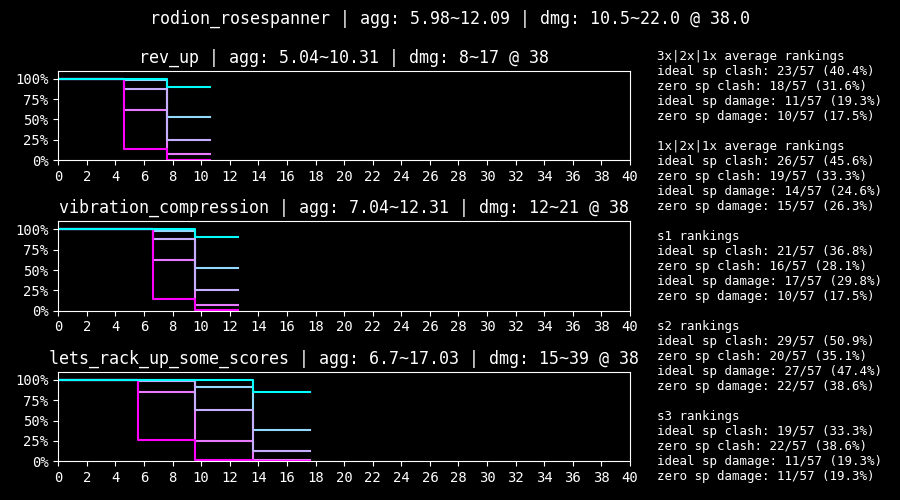 rodion_rosespanner | agg: 5.98~12.09 | dmg: 10.5~22.0 @ 38.0
rev_up | agg: 5.04~10.31 | dmg: 8~17 @ 38
100%
75%
50%
25%
0%
0 2 4 6 8 10 12 14 16 18 20 22 24 26 28 30 32 34 36 38 40
vibration_compression | agg: 7.04~12.31 | dmg: 12~21 @ 38
100%
75%
50%
25%
0%
0 2 4 6 8 10 12 14 16 18 20 22 24 26 28 30 32 34 36 38 40
lets_rack_up_some_scores | agg: 6.7~17.03 | dmg: 15~39 @ 38
100%
75%
50%
25%
0%
0 2 4 6 8 10 12 14 16 18 20 22 24 26 28 30 32 34 36 38 40
3x|2x|1x average rankings
ideal sp clash: 23/57 (40.4%)
zero sp clash: 18/57 (31.6%)
ideal sp damage: 11/57 (19.3%)
zero sp damage: 10/57 (17.5%)
1x|2x|1x average rankings
ideal sp clash: 26/57 (45.6%)
zero sp clash: 19/57 (33.3%)
ideal sp damage: 14/57 (24.6%)
zero sp damage: 15/57 (26.3%)
s1 rankings
ideal sp clash: 21/57 (36.8%)
zero sp clash: 16/57 (28.1%)
ideal sp damage: 17/57 (29.8%)
zero sp damage: 10/57 (17.5%)
s2 rankings
ideal sp clash: 29/57 (50.9%)
zero sp clash: 20/57 (35.1%)
ideal sp damage: 27/57 (47.4%)
zero sp damage: 22/57 (38.6%)
s3 rankings
ideal sp clash: 19/57 (33.3%)
zero sp clash: 22/57 (38.6%)
ideal sp damage: 11/57 (19.3%)
zero sp damage: 11/57 (19.3%)